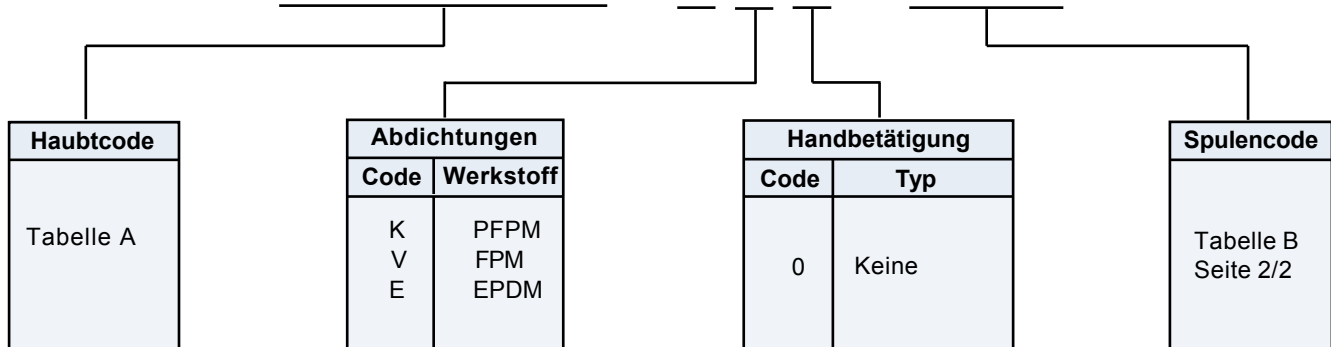 Haubtcode
Tabelle A
Abdichtungen
Code Werkstoff
K PFPM
V FPM
E EPDM
Handbetätigung
Code Typ
0 Keine
Spulencode
Tabelle B
Seite 2/2